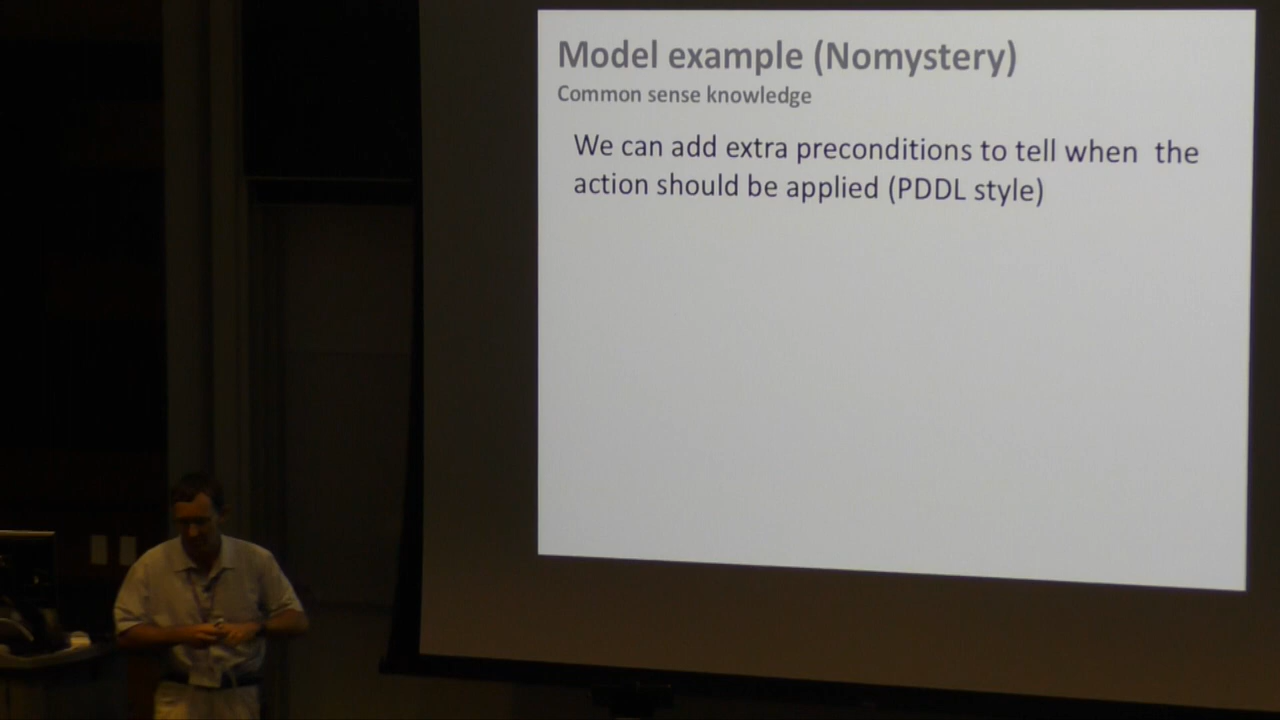 Model example (Nomystery)
Common sense knowledge
We can add extra preconditions to tell when the
action should be applied (PDDL style)